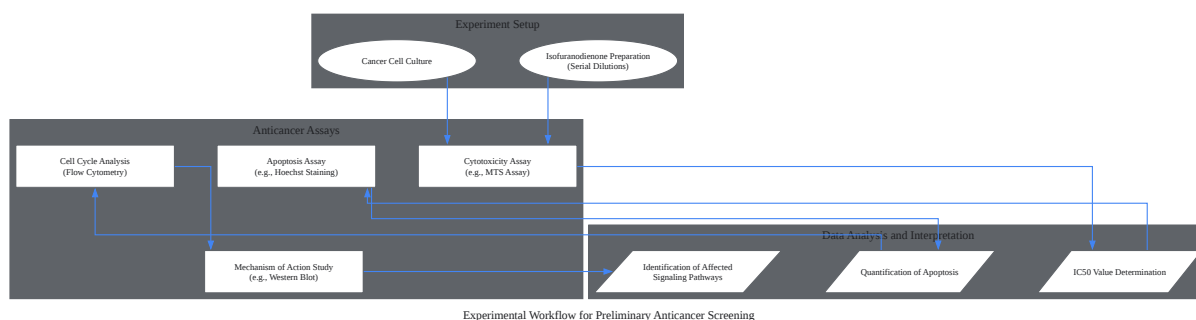 Experiment Setup
Cancer Cell Culture
Isofuranodienone Preparation
(Serial Dilutions)
Anticancer Assays
Cell Cycle Analysis
(Flow Cytometry)
Apoptosis Assay
(e.g., Hoechst Staining)
Cytotoxicity Assay
(e.g., MTS Assay)
Data Analysis and Interpretation
Mechanism of Action Study
(e.g., Western Blot)
Identification of Affected
Signaling Pathways
Quantification of Apoptosis
IC50 Value Determination
Experimental Workflow for Preliminary Anticancer Screening